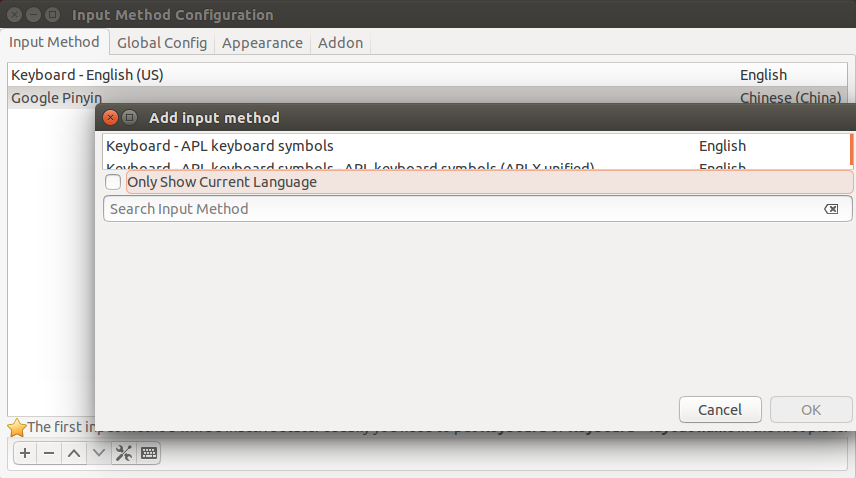 Input Method Configuration
Input Method Global Config Appearance Addon
Keyboard - English (US) English
Google Pinyin Chinese (China)
Add input method
Keyboard - APL keyboard symbols English
Keyboard - APL keyboard symbols - APL keyboard symbols (APLX unified) English
Only Show Current Language
Search Input Method
Cancel OK
The first